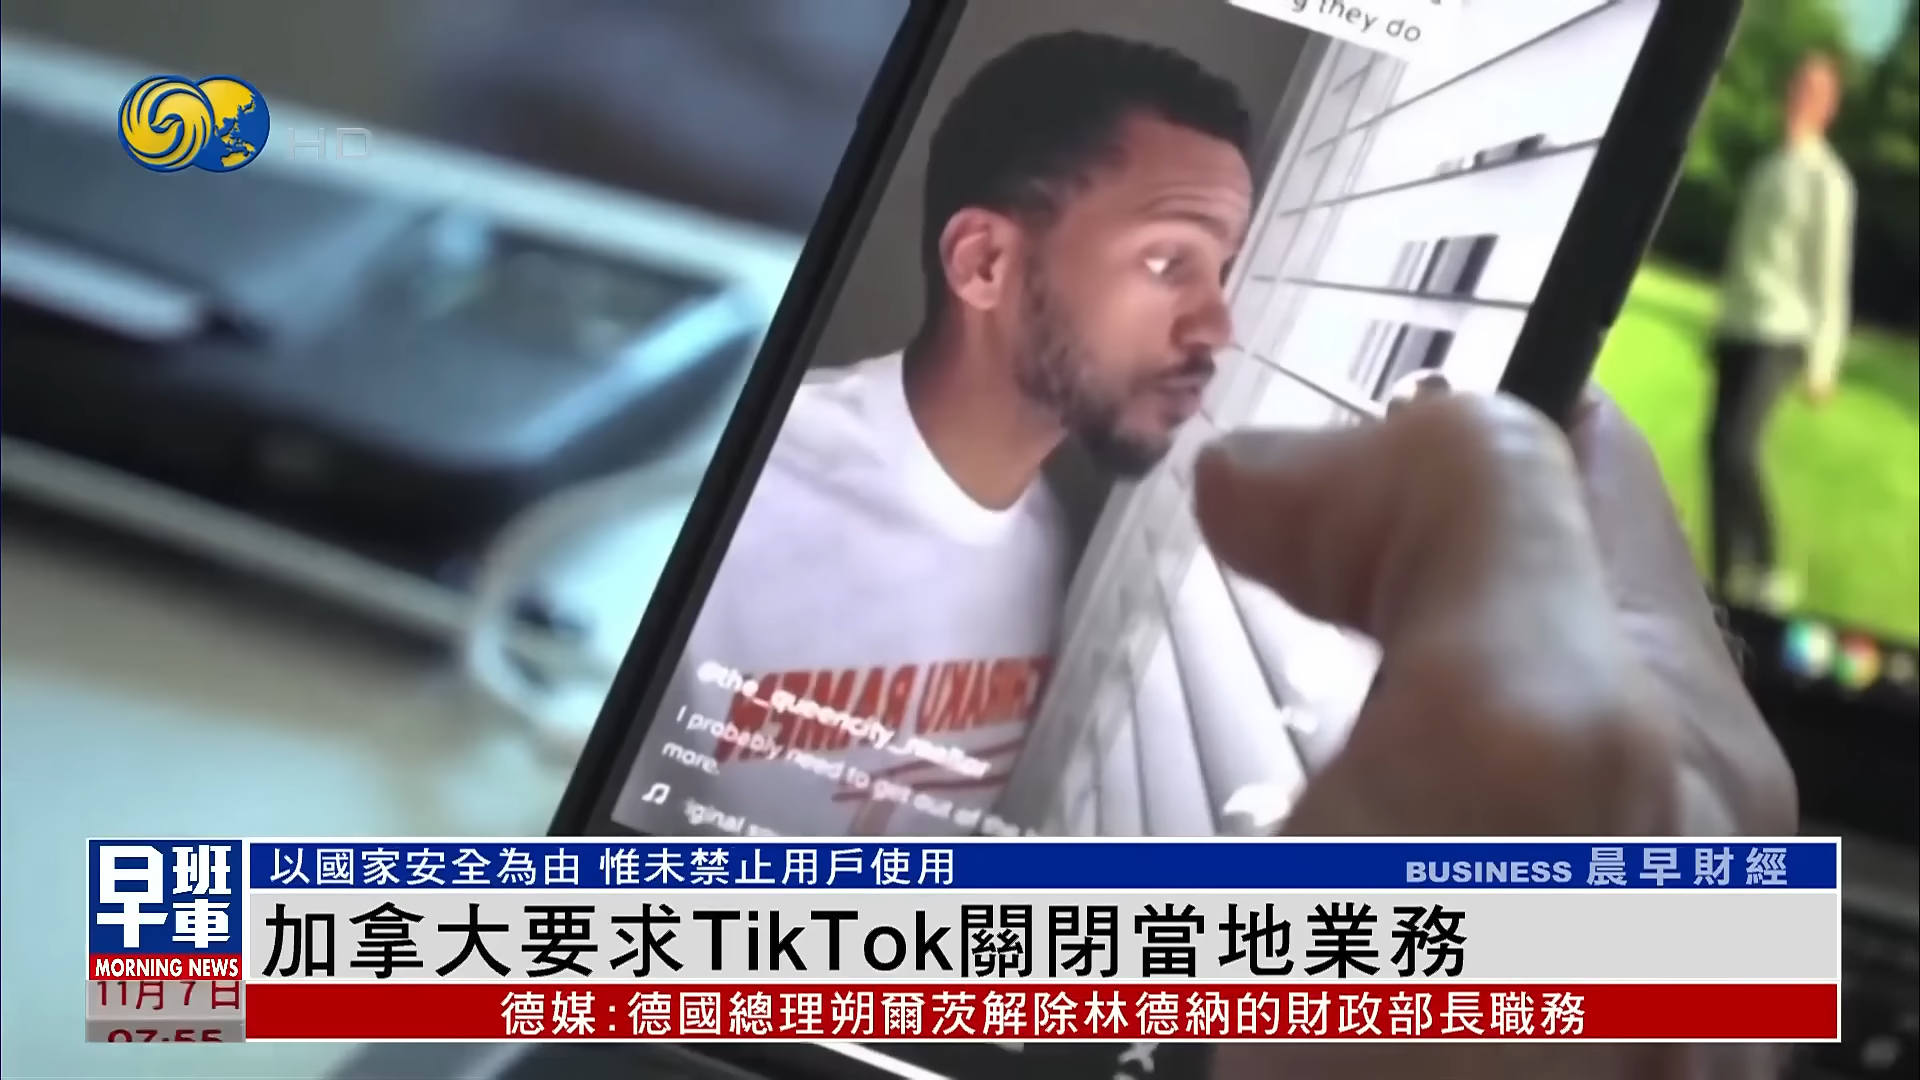 they do
HD
@the_queencity_realtor
I probably need to get out of the
more.
以國家安全為由 惟未禁止用戶使用
BUSINESS 晨早財經
早班車
加拿大要求TikTok關閉當地業務
MORNING NEWS
11月7日
德媒:德國總理朔爾茨解除林德納的財政部長職務
07:55